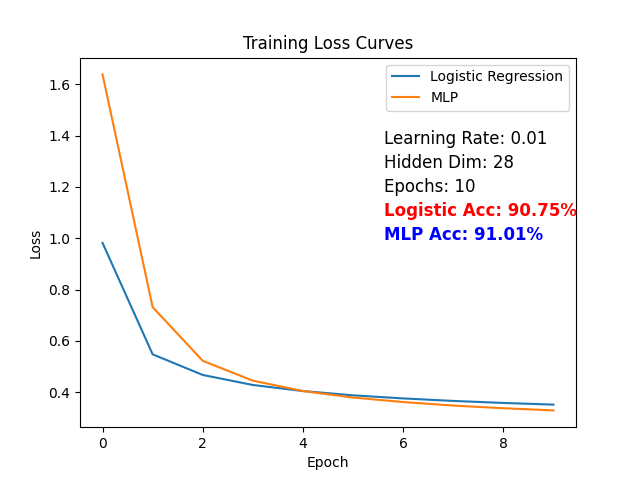 Training Loss Curves
Logistic Regression
MLP
Learning Rate: 0.01
Hidden Dim: 28
Epochs: 10
Logistic Acc: 90.75%
MLP Acc: 91.01%
Loss
1.6
1.4
1.2
1.0
0.8
0.6
0.4
0 2 4 6 8
Epoch